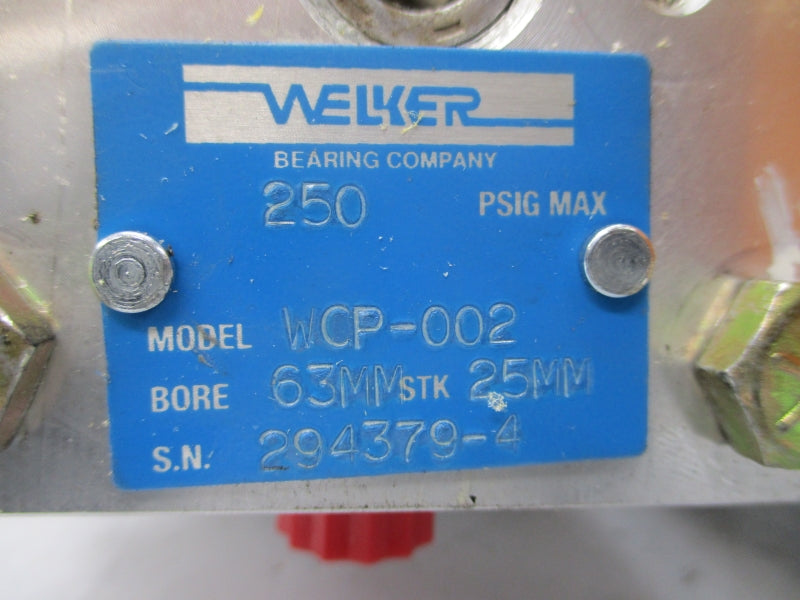 WELKER
BEARING COMPANY
250 PSIG MAX
MODEL WCP-002
BORE 63MM STK 25MM
S.N. 294379-4